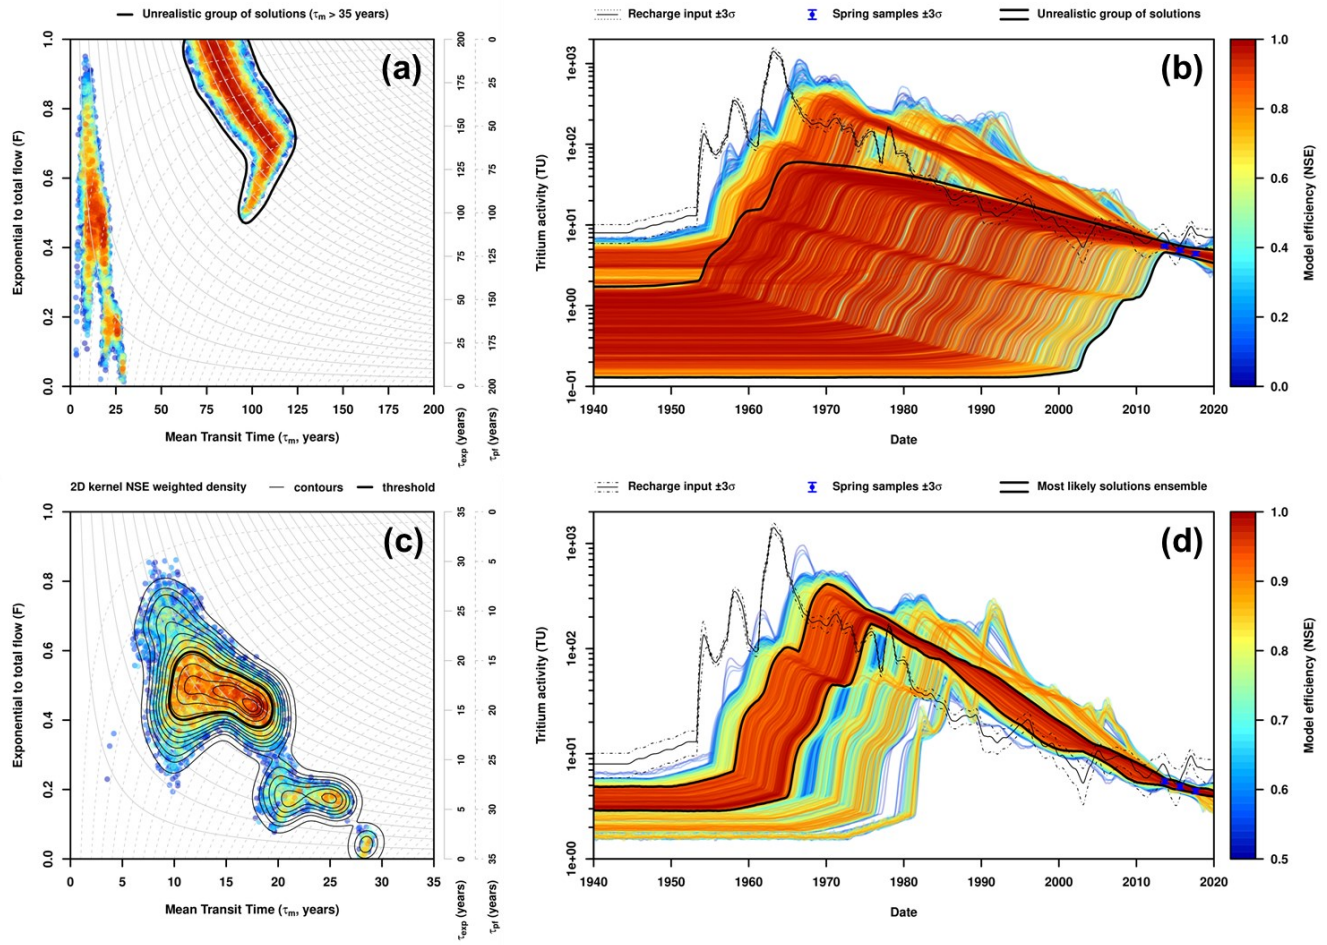 Unrealistic group of solutions (τm > 35 years)
(a)
Exponential to total flow (F)
1.0
0.8
0.6
0.4
0.2
0.0
0 25 50 75 100 125 150 175 200
Mean Transit Time (τm, years)
200
175
150
125
100
75
50
25
0
τexp (years)
0
25
50
75
100
125
150
175
200
τpf (years)
Recharge input ±3σ Spring samples ±3σ Unrealistic group of solutions
(b)
Tritium activity (TU)
1e+03
1e+02
1e+01
1e+00
1e−01
1940 1950 1960 1970 1980 1990 2000 2010 2020
Date
1.0
0.8
0.6
0.4
0.2
0.0
Model efficiency (NSE)
2D kernel NSE weighted density contours threshold
(c)
Exponential to total flow (F)
1.0
0.8
0.6
0.4
0.2
0.0
0 5 10 15 20 25 30 35
Mean Transit Time (τm, years)
35
30
25
20
15
10
5
0
τexp (years)
0
5
10
15
20
25
30
35
τpf (years)
Recharge input ±3σ Spring samples ±3σ Most likely solutions ensemble
(d)
Tritium activity (TU)
1e+03
1e+02
1e+01
1e+00
1940 1950 1960 1970 1980 1990 2000 2010 2020
Date
1.0
0.9
0.8
0.7
0.6
0.5
Model efficiency (NSE)